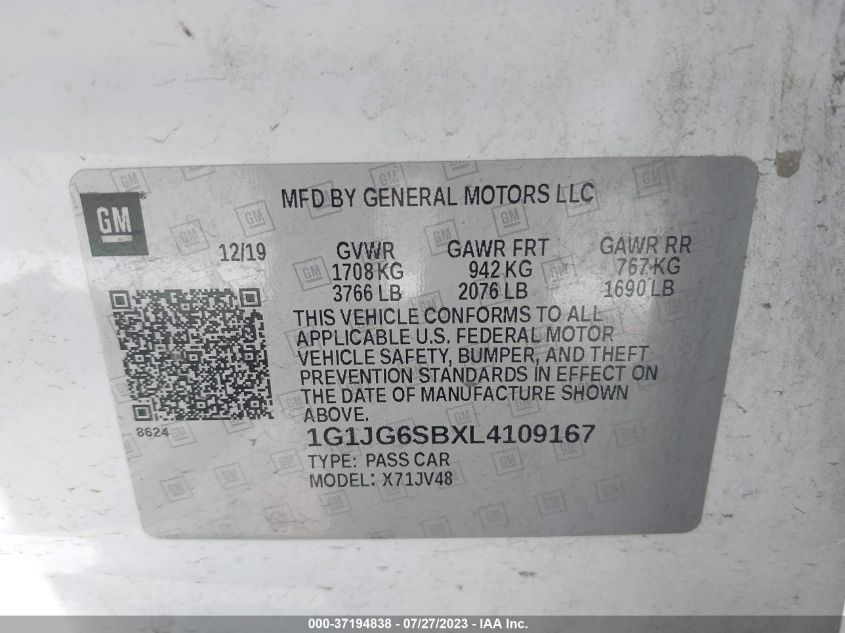 GM
MFD BY GENERAL MOTORS LLC
12/19
GVWR GAWR FRT GAWR RR
1708 KG 942 KG 767 KG
3766 LB 2076 LB 1690 LB
THIS VEHICLE CONFORMS TO ALL
APPLICABLE U.S. FEDERAL MOTOR
VEHICLE SAFETY, BUMPER, AND THEFT
PREVENTION STANDARDS IN EFFECT ON
THE DATE OF MANUFACTURE SHOWN
ABOVE.
8624
1G1JG6SBXL4109167
TYPE: PASS CAR
MODEL: X71JV48
000-37194838 - 07/27/2023 - IAA Inc.